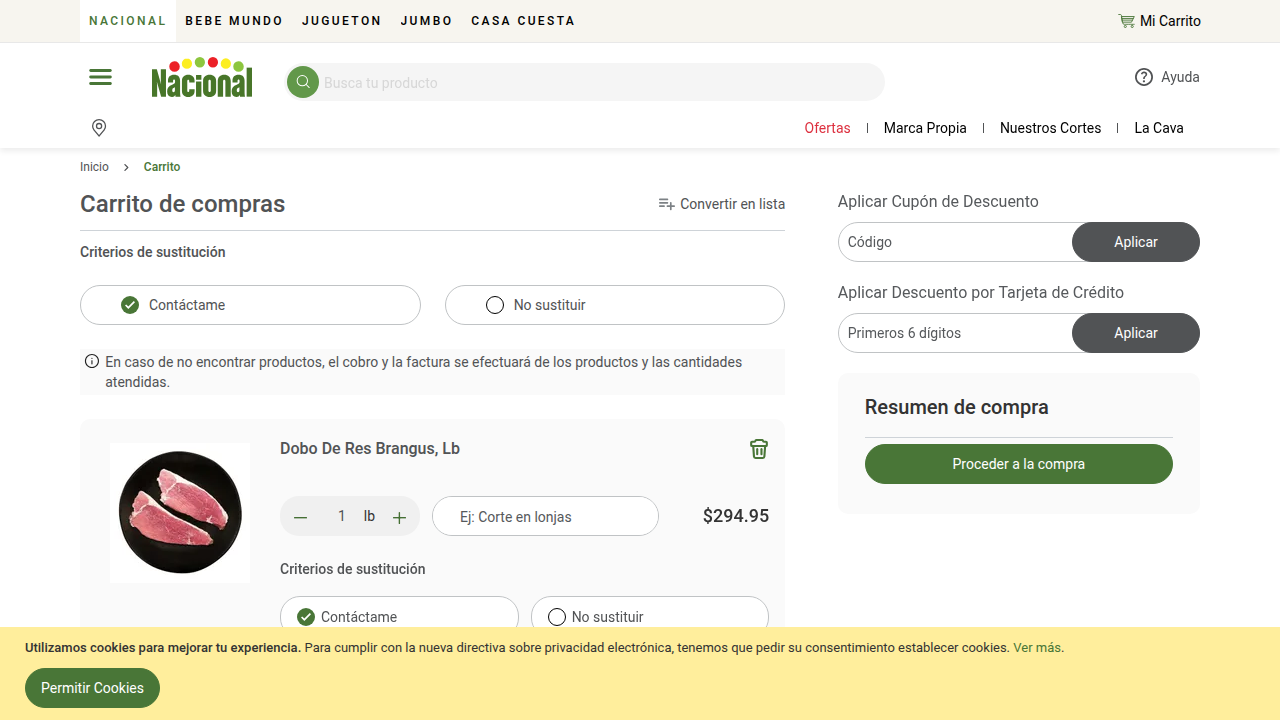 NACIONAL BEBE MUNDO JUGUETON JUMBO CASA CUESTA Mi Carrito
Nacional Busca tu producto Ayuda
Ofertas Marca Propia Nuestros Cortes La Cava
Inicio Carrito
Carrito de compras
Convertir en lista
Criterios de sustitución
Contáctame No sustituir
En caso de no encontrar productos, el cobro y la factura se efectuará de los productos y las cantidades
atendidas.
Dobo De Res Brangus, Lb
1 lb Ej: Corte en lonjas $294.95
Criterios de sustitución
Contáctame No sustituir
Aplicar Cupón de Descuento
Código Aplicar
Aplicar Descuento por Tarjeta de Crédito
Primeros 6 dígitos Aplicar
Resumen de compra
Proceder a la compra
Utilizamos cookies para mejorar tu experiencia. Para cumplir con la nueva directiva sobre privacidad electrónica, tenemos que pedir su consentimiento establecer cookies. Ver más.
Permitir Cookies